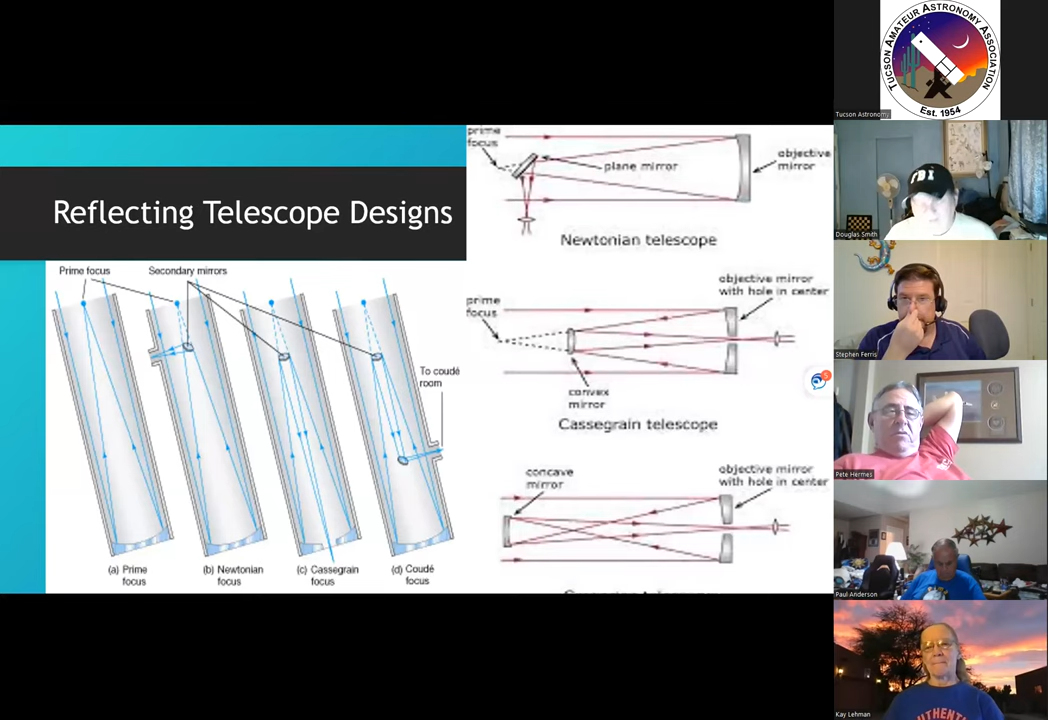 Reflecting Telescope Designs
Prime focus
Secondary mirrors
To coudé
room
(a) Prime
focus
(b) Newtonian
focus
(c) Cassegrain
focus
(d) Coudé
focus
prime
focus
plane mirror
objective
mirror
Newtonian telescope
objective mirror
with hole in center
prime
focus
convex
mirror
Cassegrain telescope
concave
mirror
objective mirror
with hole in center
TUCSON AMATEUR ASTRONOMY ASSOCIATION
Est. 1954
Tucson Astronomy
FBI
Douglas Smith
Stephen Ferris
Pete Hermes
Paul Anderson
AUTHENTI
Kay Lehman